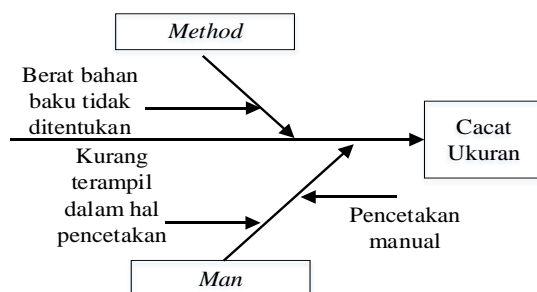 Method
Berat bahan
baku tidak
ditentukan
Cacat
Ukuran
Kurang
terampil
dalam hal
pencetakan
Pencetakan
manual
Man